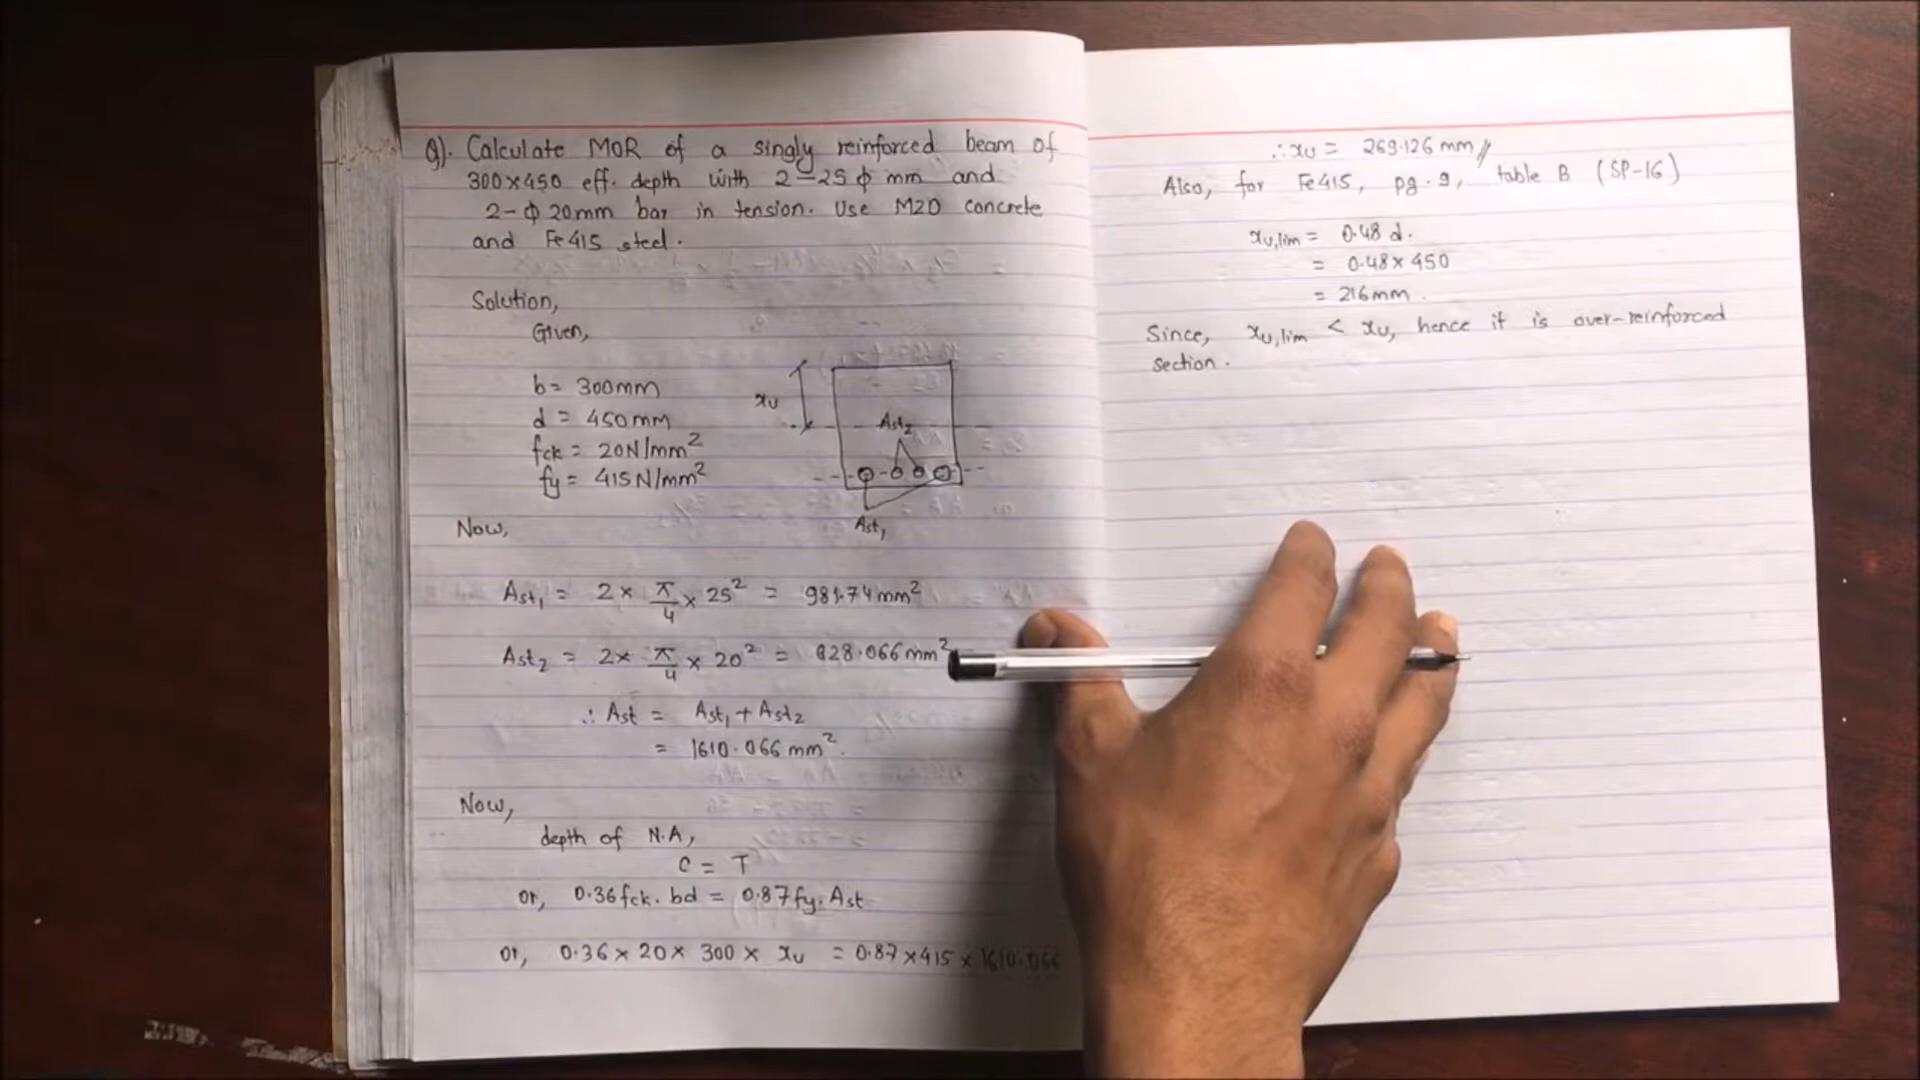 Q). Calculate MOR of a singly reinforced beam of
300×450 eff. depth with 2-25 ϕ mm and
2-ϕ 20mm bar in tension. Use M20 concrete
and Fe415 steel.
Solution,
Given,
b= 300mm
d = 450mm
fck = 20N/mm²
fy = 415N/mm²
xu
Ast₂
Ast₁
Now,
Ast₁ = 2× π/4 × 25² = 981.74mm²
Ast₂ = 2× π/4 × 20² = 628.066mm²
∴ Ast = Ast₁ + Ast₂
= 1610.066 mm².
Now,
depth of N.A,
C = T
or, 0.36fck. bd = 0.87fy. Ast
or, 0.36 × 20 × 300 × xu = 0.87 ×415 × 1610.066
∴ xu = 269.126 mm //
Also, for Fe415, pg. 9, table B (SP-16)
xu,lim = 0.48 d.
= 0.48 × 450
= 216mm.
Since, xu,lim < xu, hence it is over-reinforced
section.